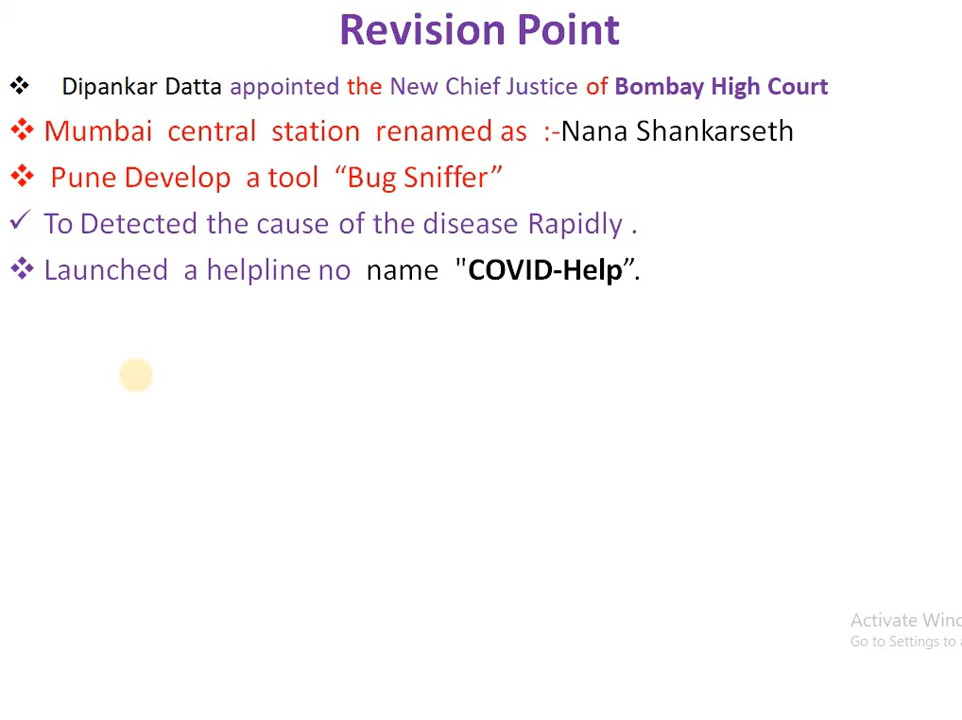 Revision Point
❖ Dipankar Datta appointed the New Chief Justice of Bombay High Court
❖ Mumbai central station renamed as :-Nana Shankarseth
❖ Pune Develop a tool “Bug Sniffer”
✓ To Detected the cause of the disease Rapidly .
❖ Launched a helpline no name "COVID-Help”.
Activate
Go to Settings to